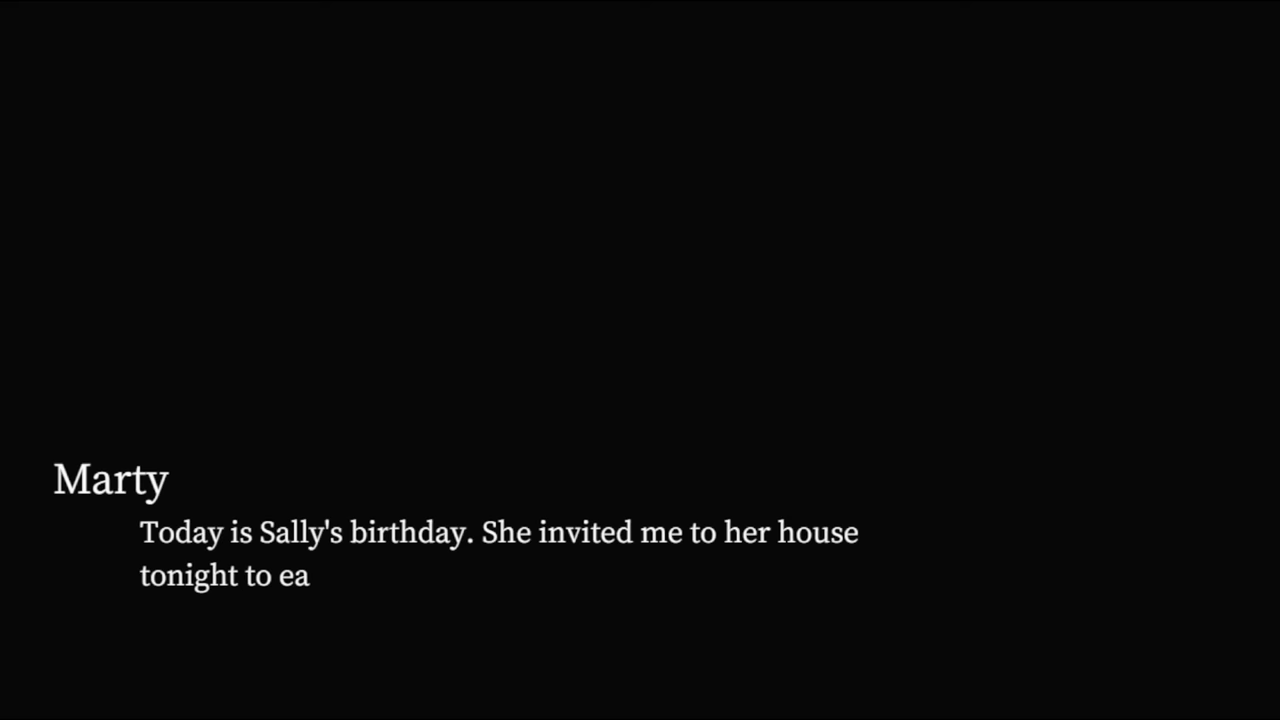 Marty
Today is Sally's birthday. She invited me to her house
tonight to ea